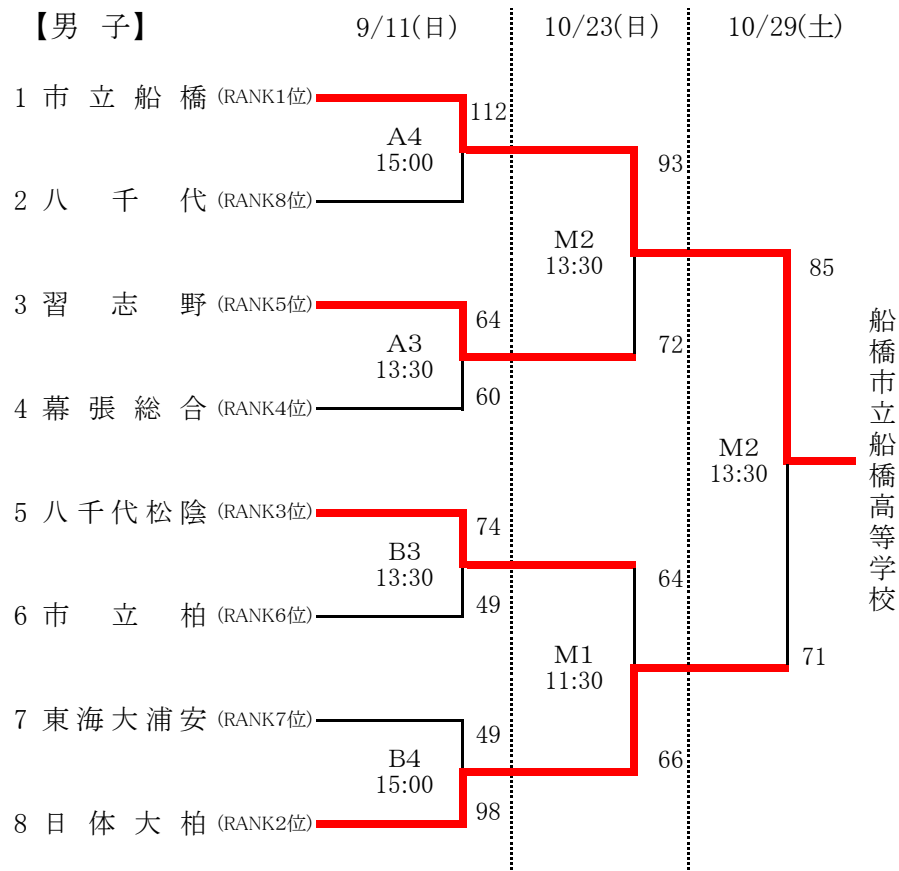 【男 子】 9/11(日) 10/23(日) 10/29(土)
1 市立船橋 (RANK1位)
112
A4
15:00
93
2 八千代 (RANK8位)
M2
13:30
85
3 習志野 (RANK5位)
64
A3
13:30
72
60
4 幕張総合 (RANK4位)
M2
13:30
船橋市立船橋高等学校
5 八千代松陰 (RANK3位)
74
B3
13:30
64
49
6 市立柏 (RANK6位)
M1
11:30
71
7 東海大浦安 (RANK7位)
49
B4
15:00
66
98
8 日体大柏 (RANK2位)